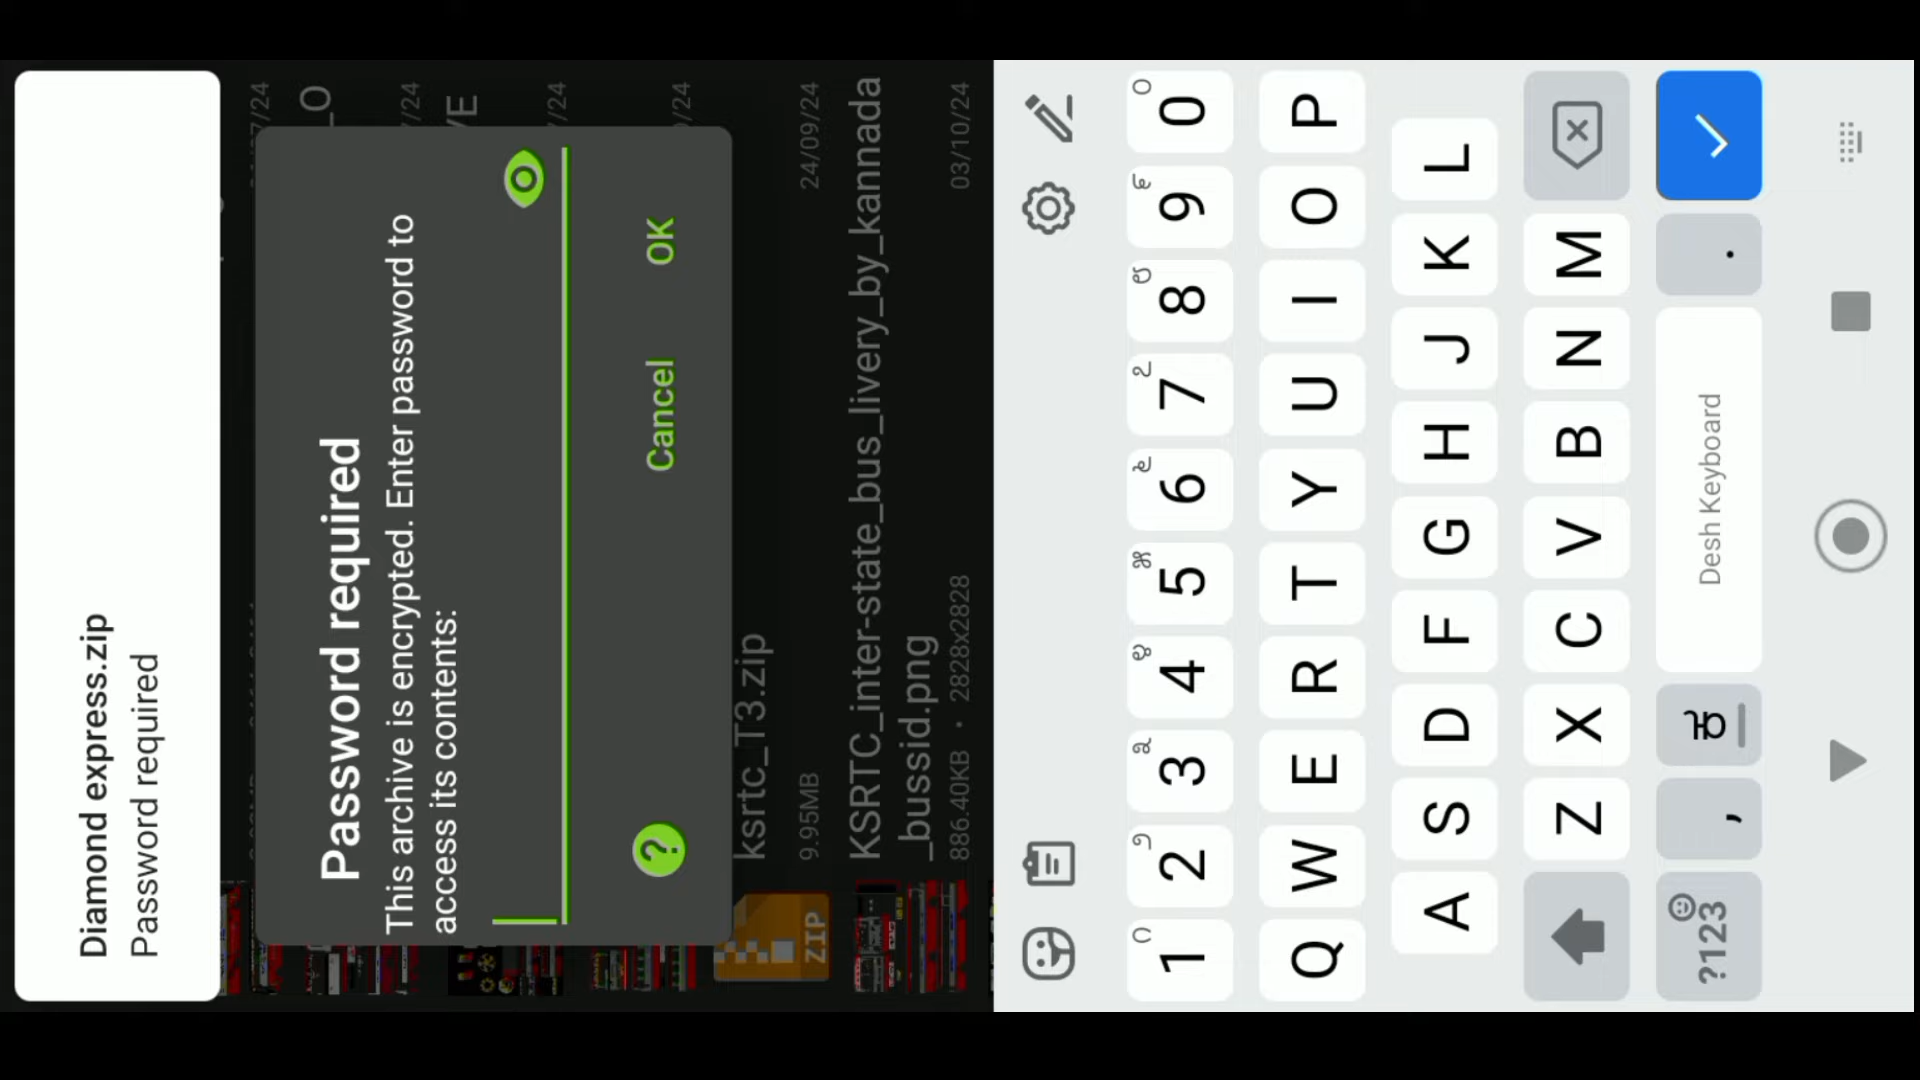 Diamond express.zip
Password required
Password required
This archive is encrypted. Enter password to
access its contents:
Cancel
OK
ksrtc_T3.zip
9.95MB
24/09/24
KSRTC_inter-state_bus_livery_by_kannada
_bussid.png
886.40KB · 2828x2828
03/10/24
ZIP
1 2 3 4 5 6 7 8 9 0
Q W E R T Y U I O P
A S D F G H J K L
Z X C V B N M
?123 , Desh Keyboard .